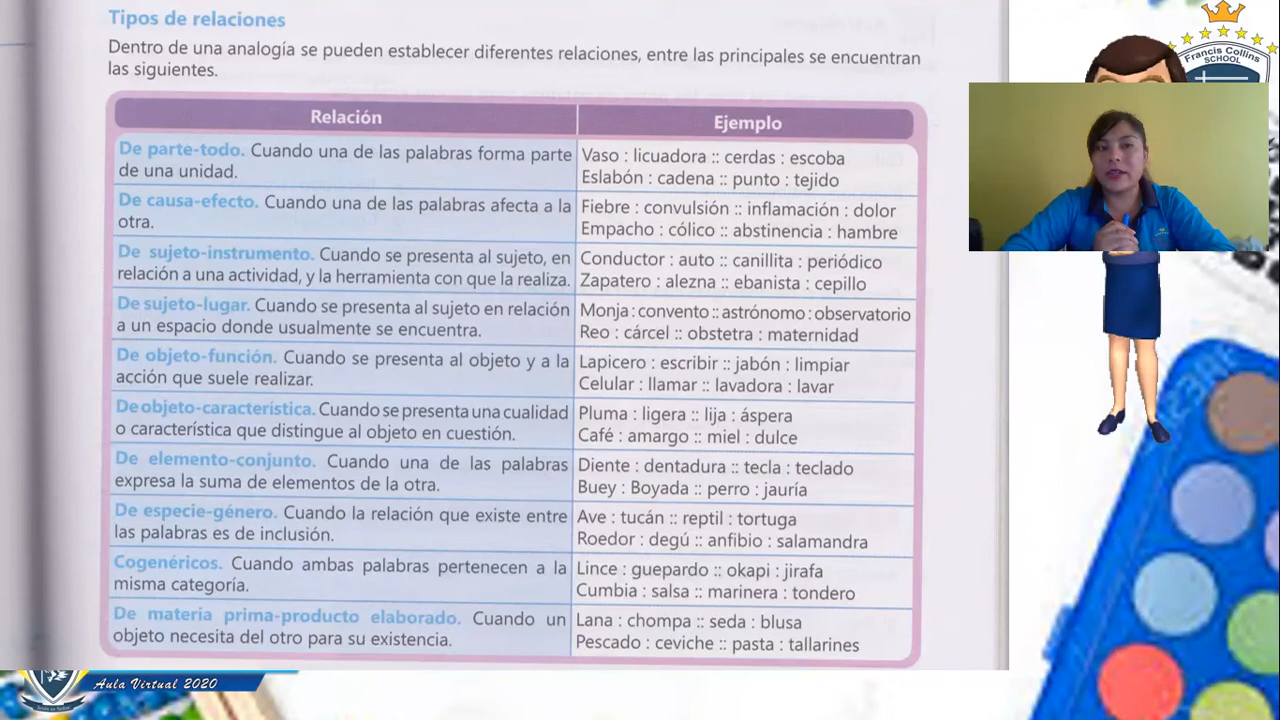 Tipos de relaciones
Dentro de una analogía se pueden establecer diferentes relaciones, entre las principales se encuentran
las siguientes.
Relación
Ejemplo
De parte-todo. Cuando una de las palabras forma parte
de una unidad.
Vaso : licuadora :: cerdas : escoba
Eslabón : cadena :: punto : tejido
De causa-efecto. Cuando una de las palabras afecta a la
otra.
Fiebre : convulsión :: inflamación : dolor
Empacho : cólico :: abstinencia : hambre
De sujeto-instrumento. Cuando se presenta al sujeto, en
relación a una actividad, y la herramienta con que la realiza.
Conductor : auto :: canillita : periódico
Zapatero : alezna :: ebanista : cepillo
De sujeto-lugar. Cuando se presenta al sujeto en relación
a un espacio donde usualmente se encuentra.
Monja : convento :: astrónomo : observatorio
Reo : cárcel :: obstetra : maternidad
De objeto-función. Cuando se presenta al objeto y a la
acción que suele realizar.
Lapicero : escribir :: jabón : limpiar
Celular : llamar :: lavadora : lavar
De objeto-característica. Cuando se presenta una cualidad
o característica que distingue al objeto en cuestión.
Pluma : ligera :: lija : áspera
Café : amargo :: miel : dulce
De elemento-conjunto. Cuando una de las palabras
expresa la suma de elementos de la otra.
Diente : dentadura :: tecla : teclado
Buey : Boyada :: perro : jauría
De especie-género. Cuando la relación que existe entre
las palabras es de inclusión.
Ave : tucán :: reptil : tortuga
Roedor : degú :: anfibio : salamandra
Cogenéricos. Cuando ambas palabras pertenecen a la
misma categoría.
Lince : guepardo :: okapi : jirafa
Cumbia : salsa :: marinera : tondero
De materia prima-producto elaborado. Cuando un
objeto necesita del otro para su existencia.
Lana : chompa :: seda : blusa
Pescado : ceviche :: pasta : tallarines
Francis Collins
SCHOOL
Aula Virtual 2020